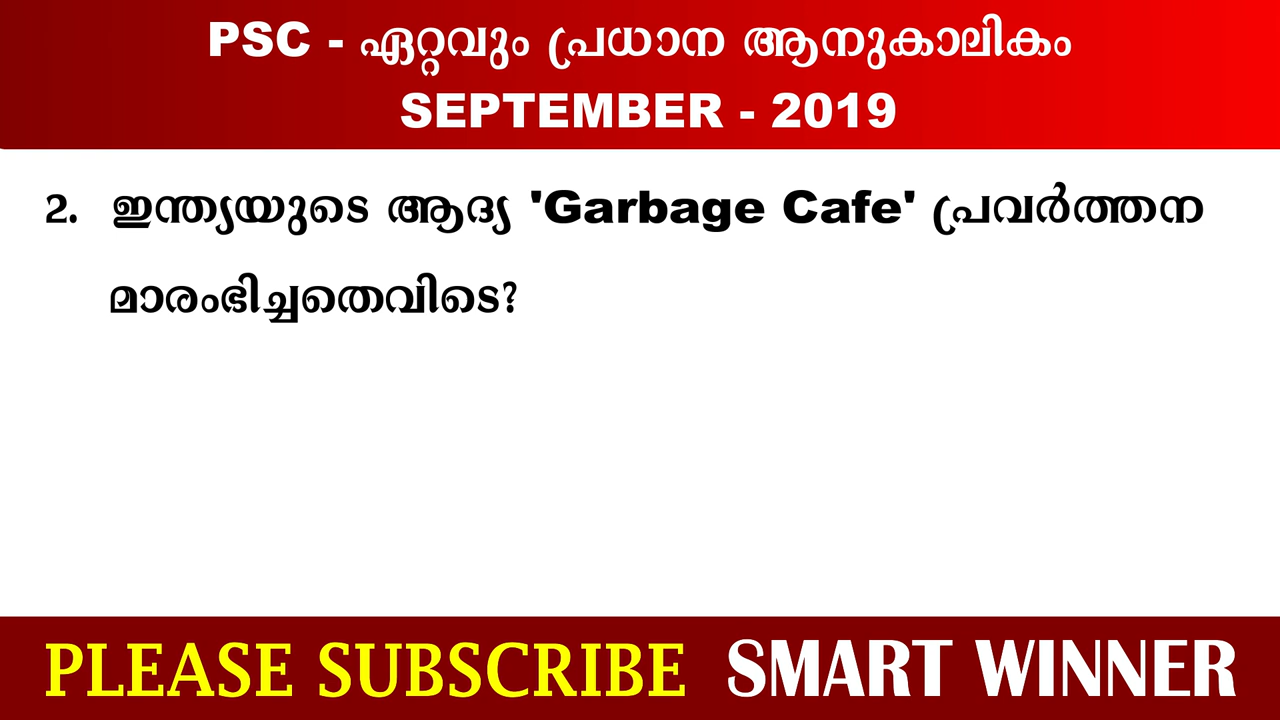 PSC - ഏറ്റവും പ്രധാന ആനുകാലികം
SEPTEMBER - 2019
2. ഇന്ത്യയുടെ ആദ്യ 'Garbage Cafe' പ്രവർത്തന
മാരംഭിച്ചതെവിടെ?
PLEASE SUBSCRIBE SMART WINNER